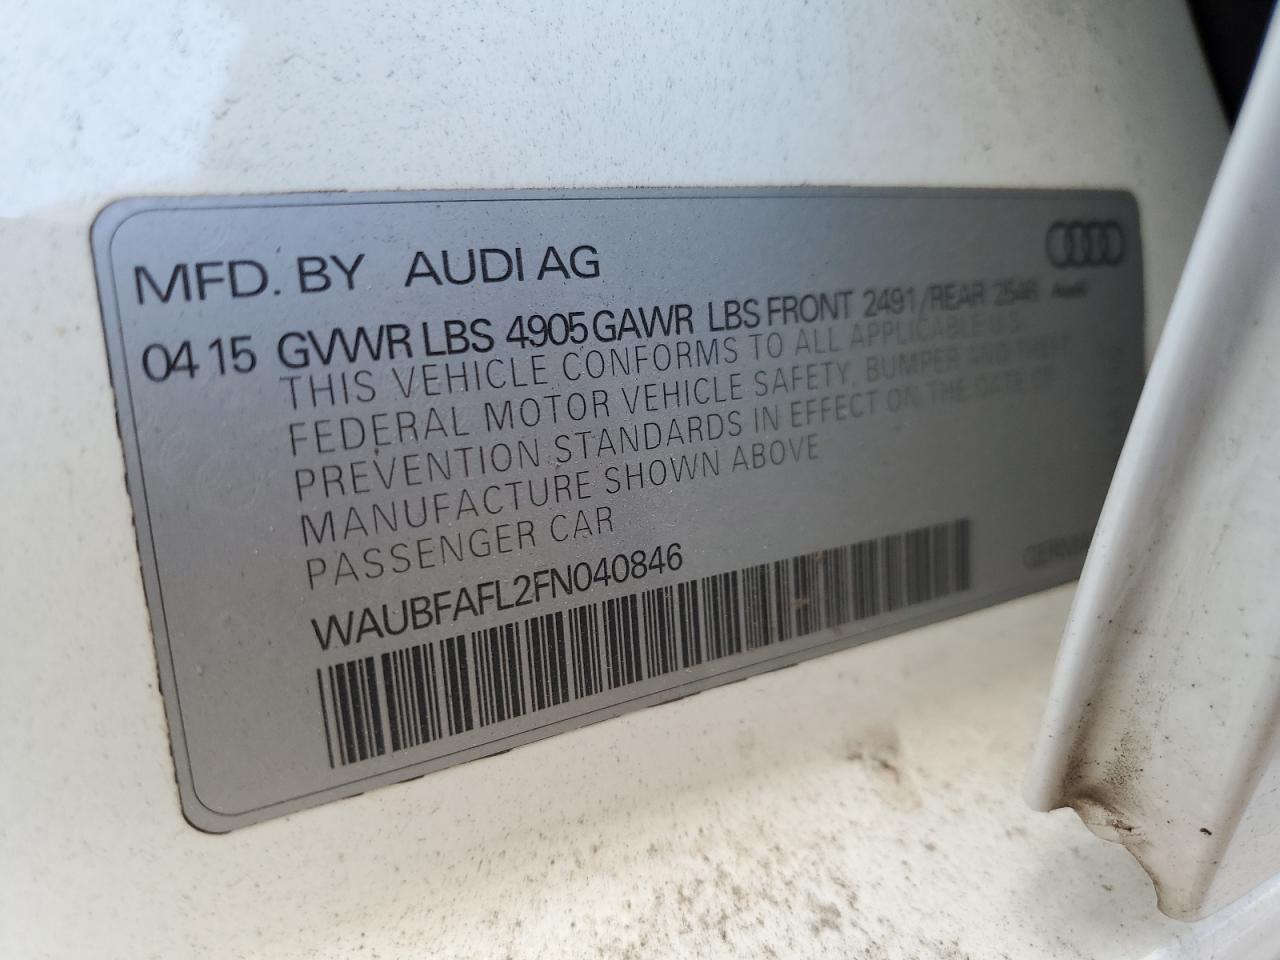 MFD. BY AUDI AG
04 15 GVWR LBS 4905 GAWR LBS FRONT 2491/REAR 2546 Audi
THIS VEHICLE CONFORMS TO ALL APPLICABLE U.S.
FEDERAL MOTOR VEHICLE SAFETY, BUMPER AND THEFT
PREVENTION STANDARDS IN EFFECT ON THE DATE OF
MANUFACTURE SHOWN ABOVE
PASSENGER CAR
WAUBFAFL2FN040846